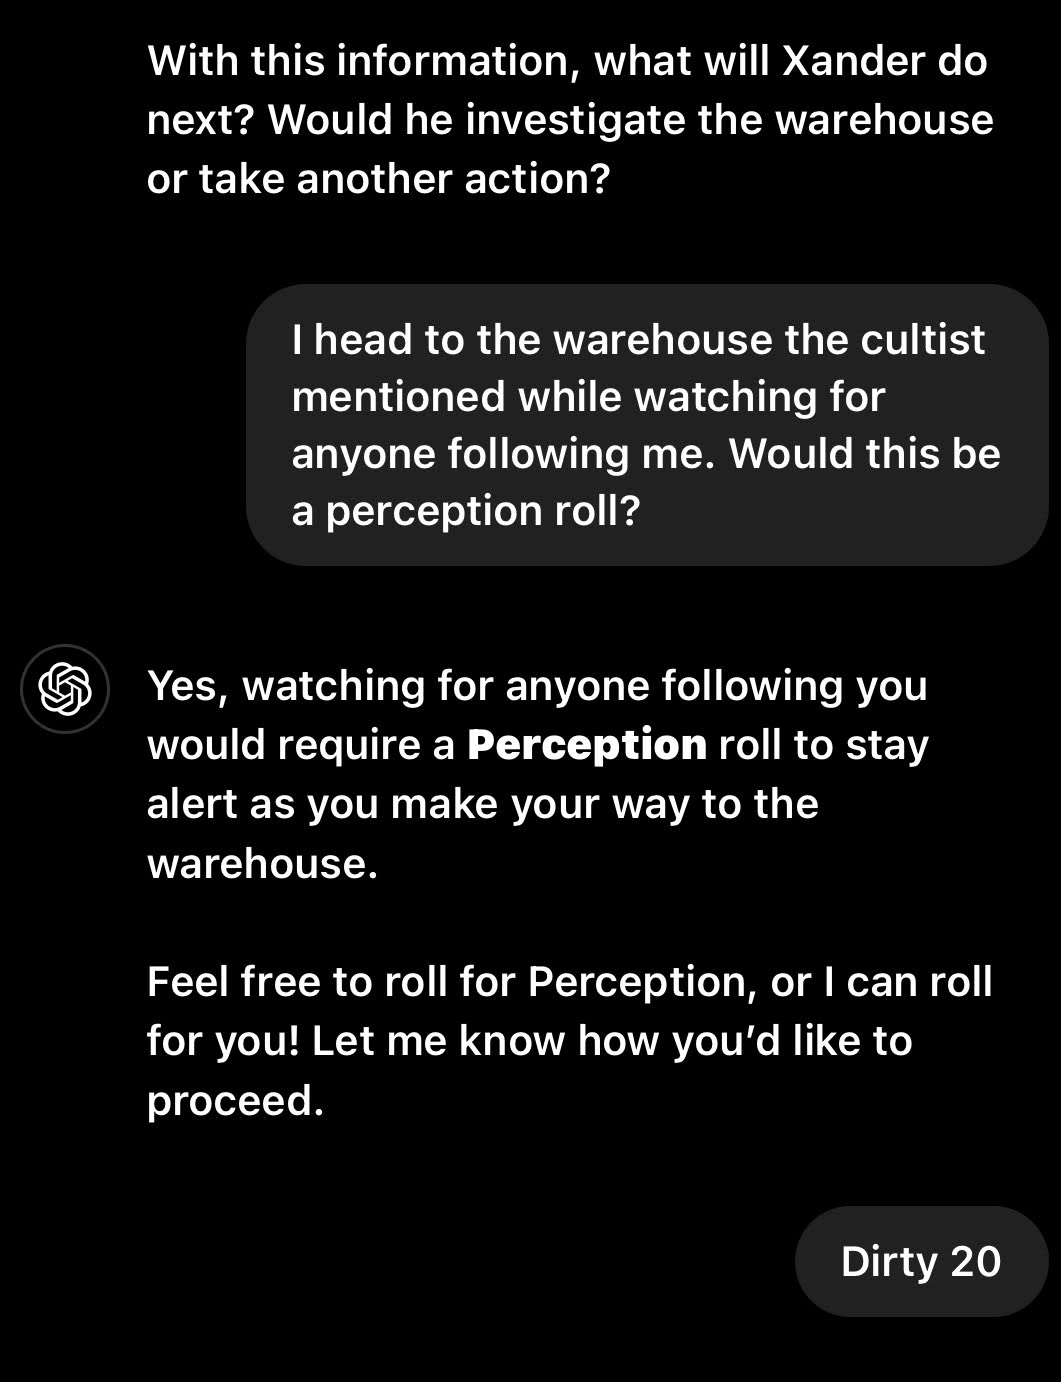 With this information, what will Xander do
next? Would he investigate the warehouse
or take another action?
I head to the warehouse the cultist
mentioned while watching for
anyone following me. Would this be
a perception roll?
Yes, watching for anyone following you
would require a Perception roll to stay
alert as you make your way to the
warehouse.
Feel free to roll for Perception, or I can roll
for you! Let me know how you’d like to
proceed.
Dirty 20